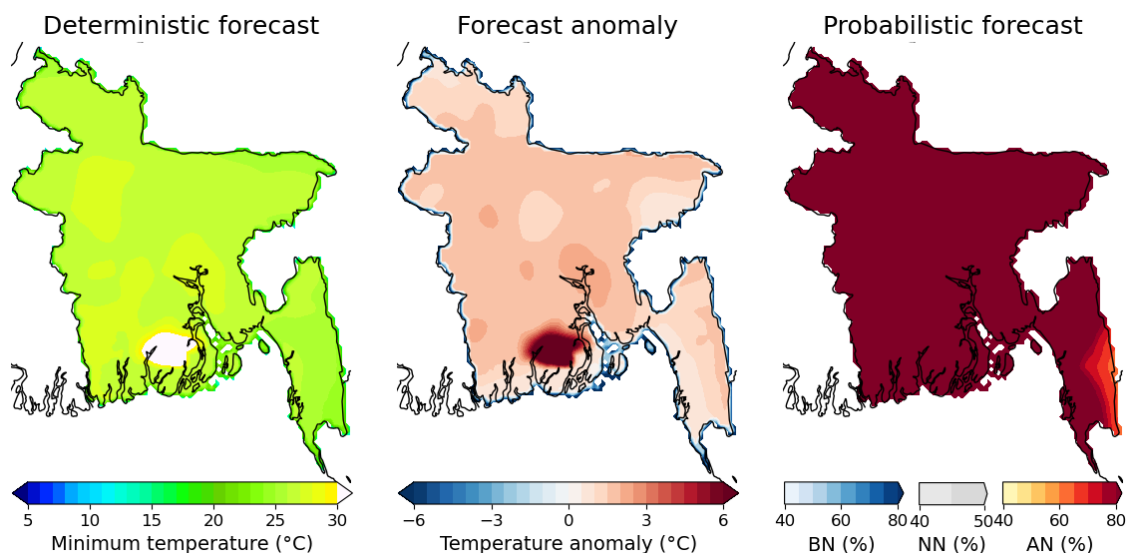 Deterministic forecast
Forecast anomaly
Probabilistic forecast
5 10 15 20 25 30
Minimum temperature (°C)
−6 −3 0 3 6
Temperature anomaly (°C)
40 60 80
BN (%)
40 50
NN (%)
40 60 80
AN (%)